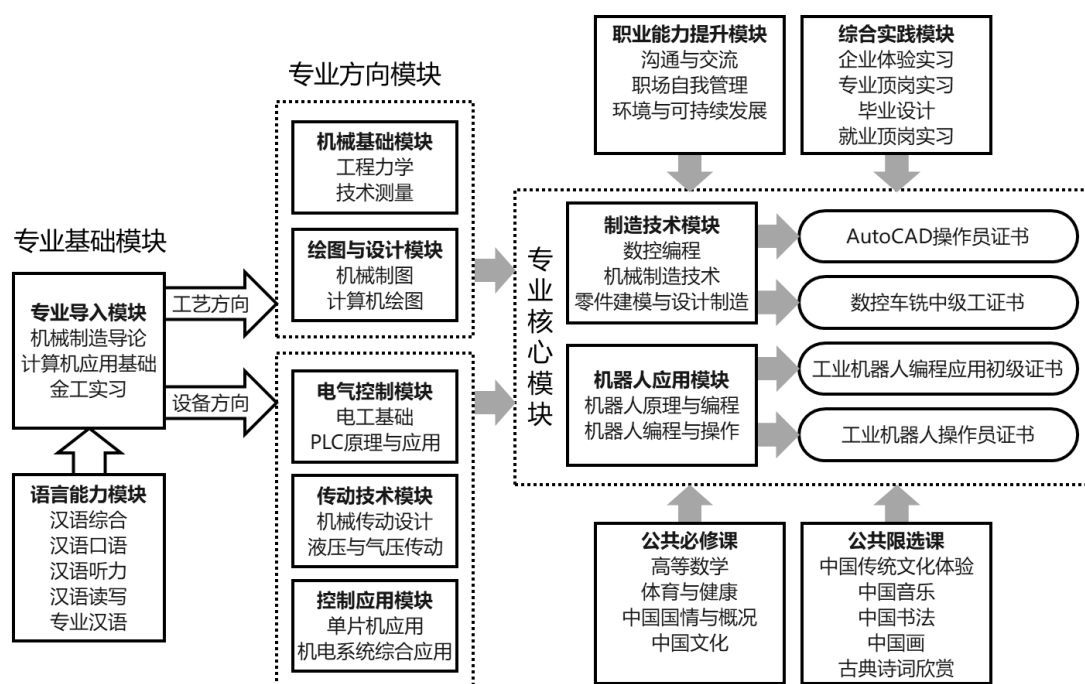 专业基础模块
专业导入模块
机械制造导论
计算机应用基础
金工实习
语言能力模块
汉语综合
汉语口语
汉语听力
汉语读写
专业汉语
工艺方向
设备方向
专业方向模块
机械基础模块
工程力学
技术测量
绘图与设计模块
机械制图
计算机绘图
电气控制模块
电工基础
PLC原理与应用
传动技术模块
机械传动设计
液压与气压传动
控制应用模块
单片机应用
机电系统综合应用
职业能力提升模块
沟通与交流
职场自我管理
环境与可持续发展
综合实践模块
企业体验实习
专业顶岗实习
毕业设计
就业顶岗实习
专业核心模块
制造技术模块
数控编程
机械制造技术
零件建模与设计制造
机器人应用模块
机器人原理与编程
机器人编程与操作
AutoCAD操作员证书
数控车铣中级工证书
工业机器人编程应用初级证书
工业机器人操作员证书
公共必修课
高等数学
体育与健康
中国国情与概况
中国文化
公共限选课
中国传统文化体验
中国音乐
中国书法
中国画
古典诗词欣赏